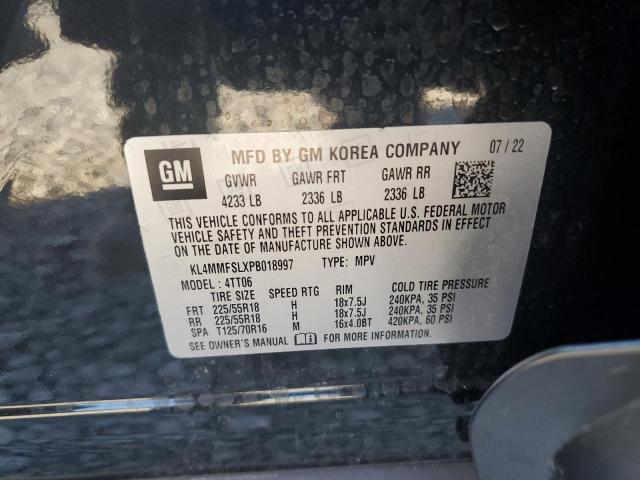 GM MFD BY GM KOREA COMPANY 07 / 22
GVWR GAWR FRT GAWR RR
4233 LB 2336 LB 2336 LB
THIS VEHICLE CONFORMS TO ALL APPLICABLE U.S. FEDERAL MOTOR
VEHICLE SAFETY AND THEFT PREVENTION STANDARDS IN EFFECT
ON THE DATE OF MANUFACTURE SHOWN ABOVE.
KL4MMFSLXPB018997 TYPE: MPV
MODEL : 4TT06
TIRE SIZE SPEED RTG RIM COLD TIRE PRESSURE
FRT 225/55R18 H 18x7.5J 240KPA, 35 PSI
RR 225/55R18 H 18x7.5J 240KPA, 35 PSI
SPA T125/70R16 M 16x4.0BT 420KPA, 60 PSI
SEE OWNER'S MANUAL FOR MORE INFORMATION.